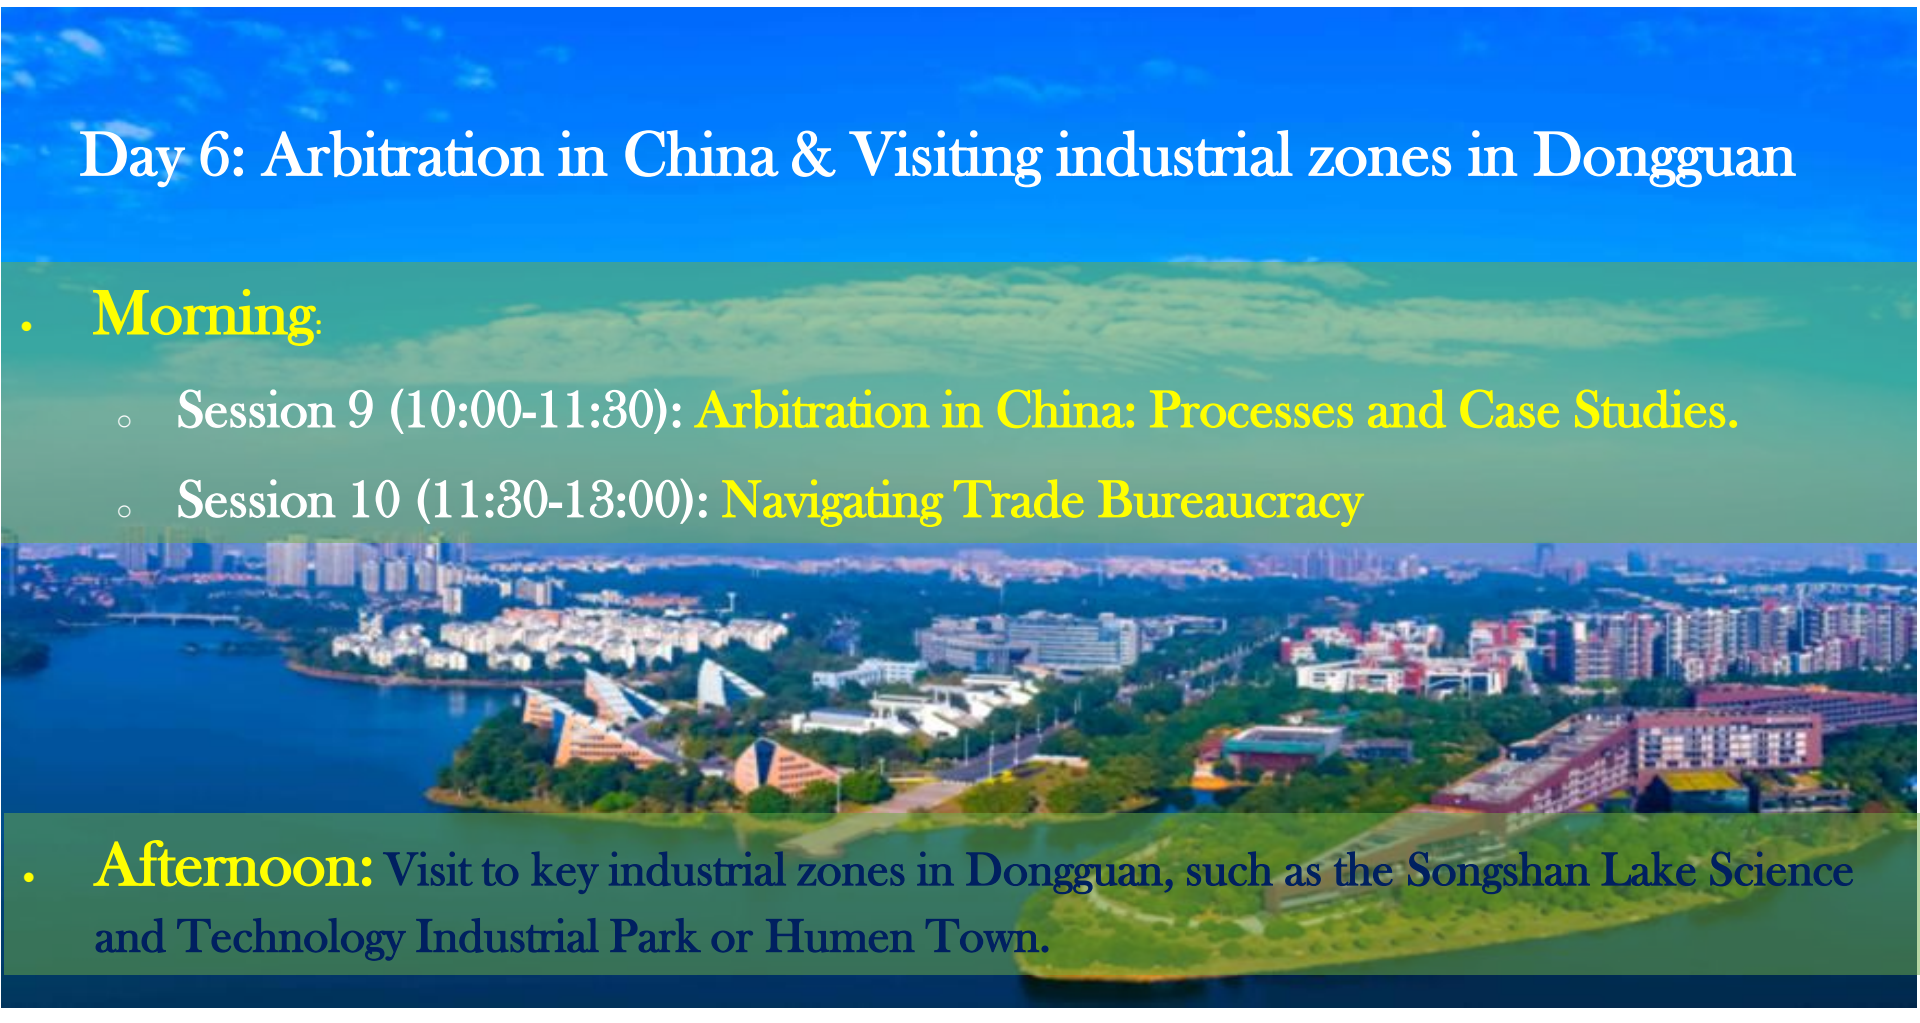 Day 6: Arbitration in China & Visiting industrial zones in Dongguan
• Morning:
○ Session 9 (10:00-11:30): Arbitration in China: Processes and Case Studies.
○ Session 10 (11:30-13:00): Navigating Trade Bureaucracy
• Afternoon: Visit to key industrial zones in Dongguan, such as the Songshan Lake Science
and Technology Industrial Park or Humen Town.